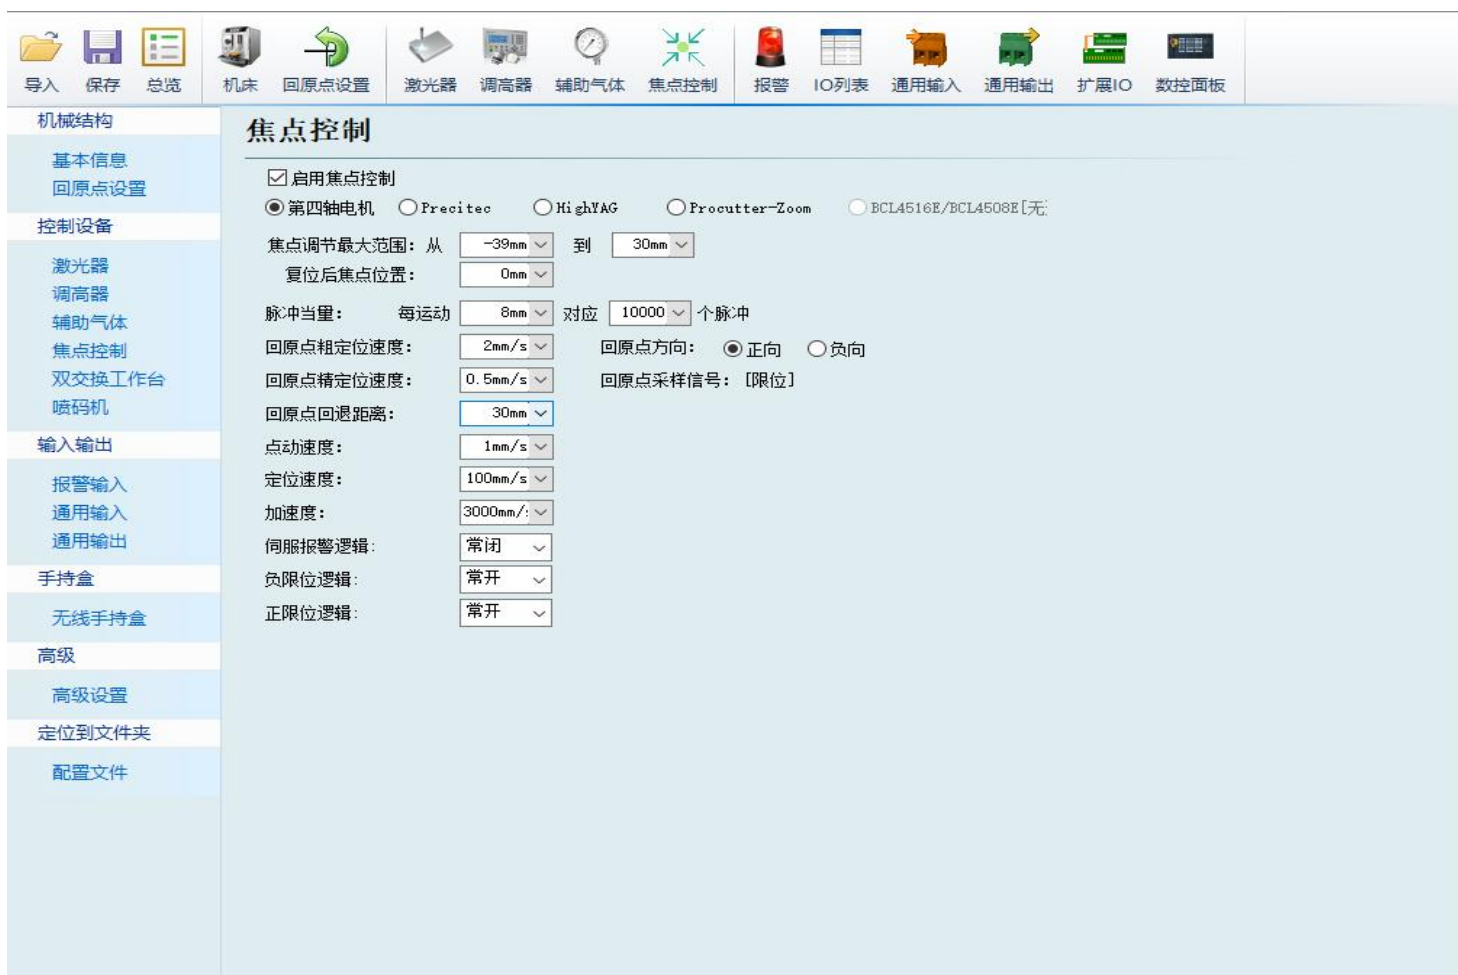 导入 保存 总览 机床 回原点设置 激光器 调高器 辅助气体 焦点控制 报警 IO列表 通用输入 通用输出 扩展IO 数控面板
机械结构
基本信息
回原点设置
控制设备
激光器
调高器
辅助气体
焦点控制
双交换工作台
喷码机
输入输出
报警输入
通用输入
通用输出
手持盒
无线手持盒
高级
高级设置
定位到文件夹
配置文件
焦点控制
启用焦点控制
第四轴电机 Precitec HighYAG Procutter-Zoom BCL4516E/BCL4508E[无
焦点调节最大范围: 从 -39mm 到 30mm
复位后焦点位置: 0mm
脉冲当量: 每运动 8mm 对应 10000 个脉冲
回原点粗定位速度: 2mm/s 回原点方向: 正向 负向
回原点精定位速度: 0.5mm/s 回原点采样信号: [限位]
回原点回退距离: 30mm
点动速度: 1mm/s
定位速度: 100mm/s
加速度: 3000mm/
伺服报警逻辑: 常闭
负限位逻辑: 常开
正限位逻辑: 常开